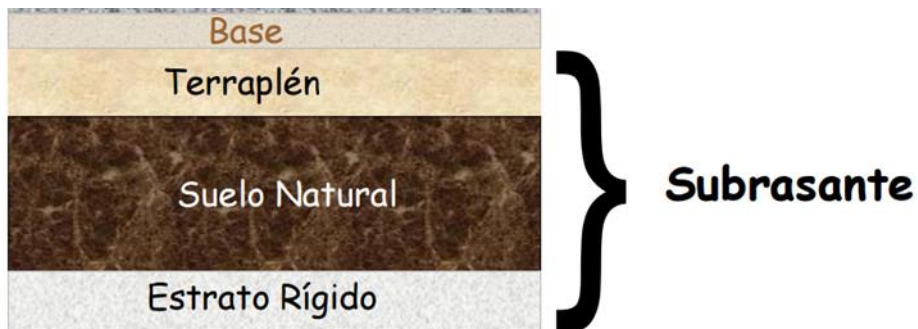 Base
Terraplén
Suelo Natural
Estrato Rígido
Subrasante